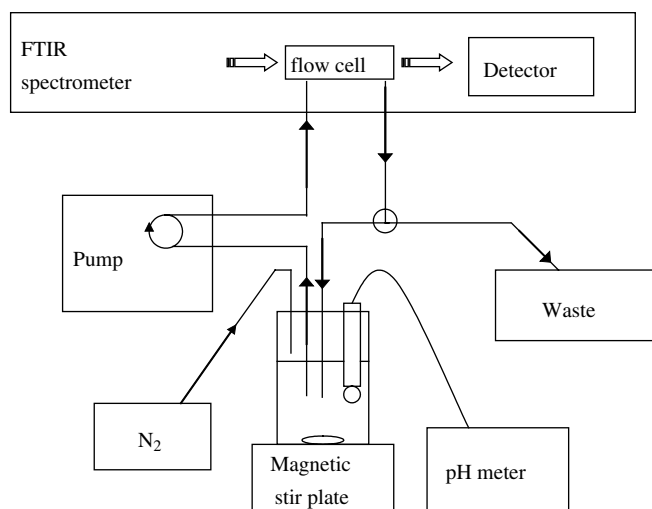 FTIR
spectrometer
flow cell
Detector
Pump
Waste
N₂
Magnetic
stir plate
pH meter